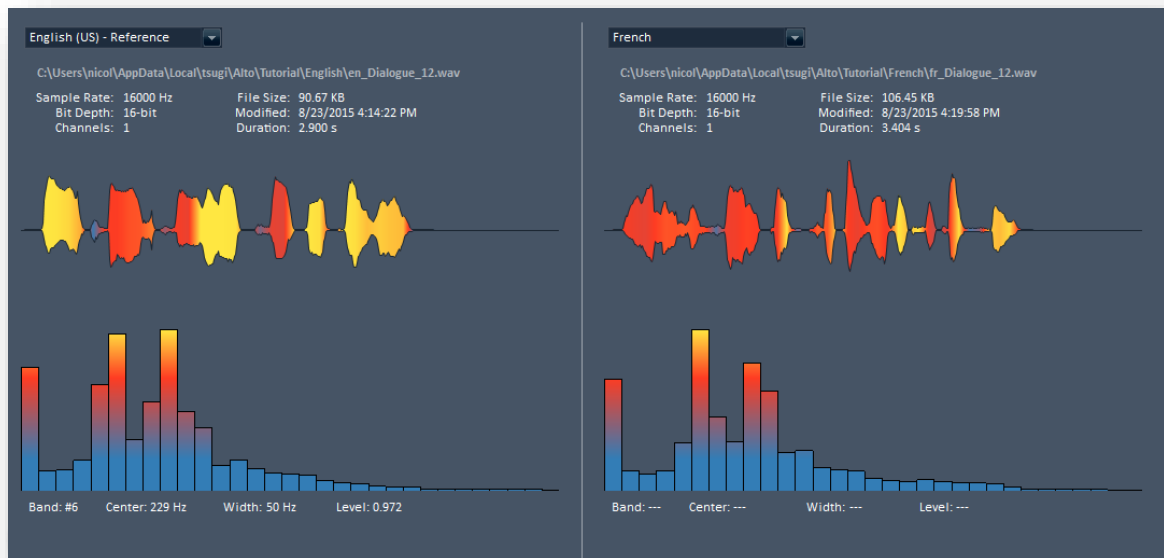 English (US) - Reference
C:\Users\nicol\AppData\Local\tsugi\Alto\Tutorial\English\en_Dialogue_12.wav
Sample Rate: 16000 Hz File Size: 90.67 KB
Bit Depth: 16-bit Modified: 8/23/2015 4:14:22 PM
Channels: 1 Duration: 2.900 s
Band: #6 Center: 229 Hz Width: 50 Hz Level: 0.972
French
C:\Users\nicol\AppData\Local\tsugi\Alto\Tutorial\French\fr_Dialogue_12.wav
Sample Rate: 16000 Hz File Size: 106.45 KB
Bit Depth: 16-bit Modified: 8/23/2015 4:19:58 PM
Channels: 1 Duration: 3.404 s
Band: --- Center: --- Width: --- Level: ---